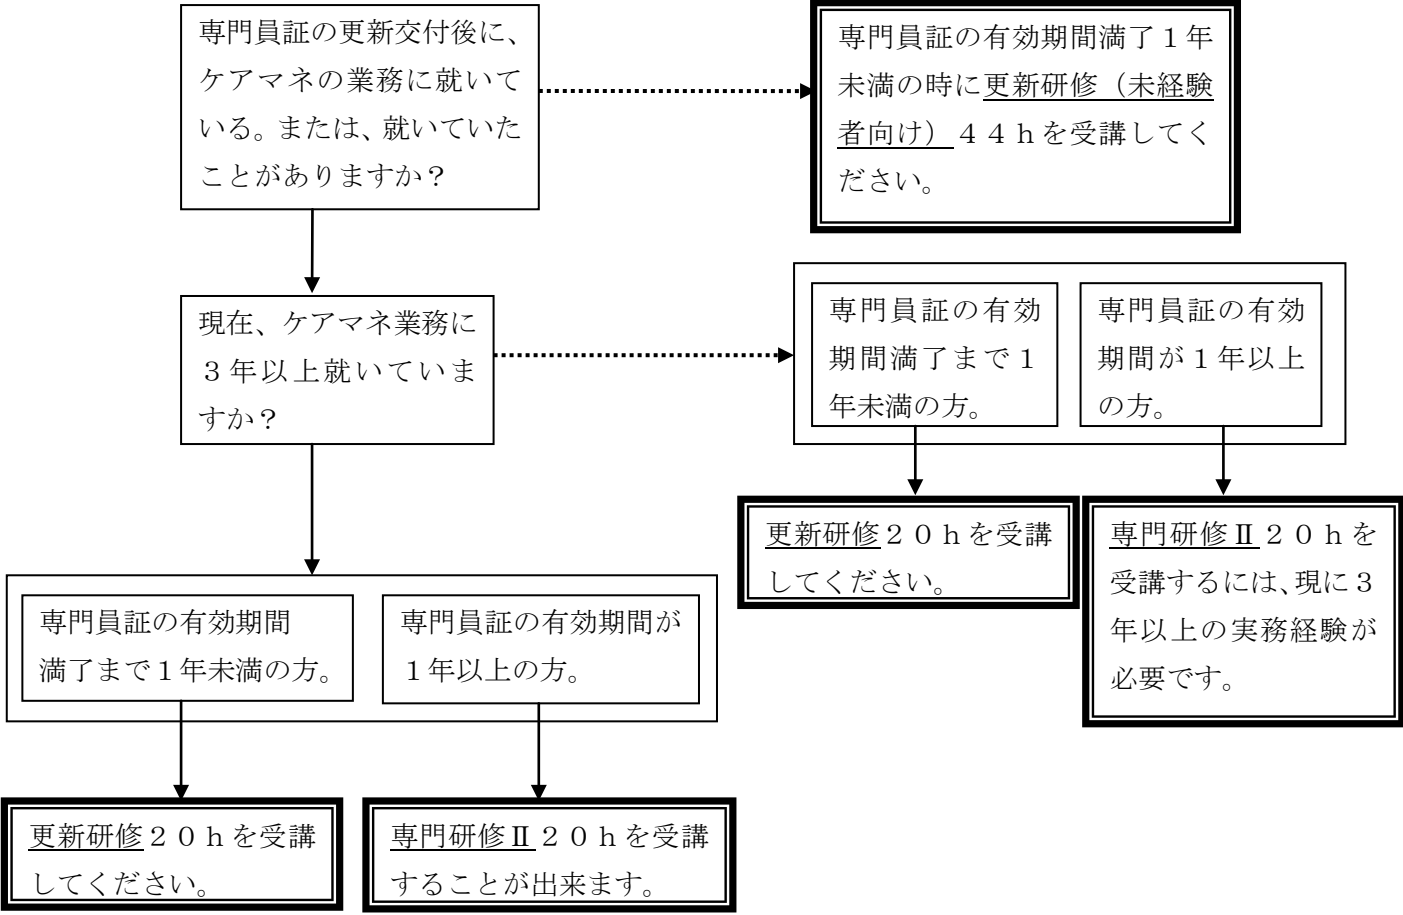 専門員証の更新交付後に、
ケアマネの業務に就いて
いる。または、就いていた
ことがありますか？
専門員証の有効期間満了１年
未満の時に更新研修（未経験
者向け）４４ｈを受講してく
ださい。
現在、ケアマネ業務に
３年以上就いていま
すか？
専門員証の有効
期間満了まで１
年未満の方。
専門員証の有効
期間が１年以上
の方。
更新研修２０ｈを受講
してください。
専門研修Ⅱ２０ｈを
受講するには、現に３
年以上の実務経験が
必要です。
専門員証の有効期間
満了まで１年未満の方。
専門員証の有効期間が
１年以上の方。
更新研修２０ｈを受講
してください。
専門研修Ⅱ２０ｈを受講
することが出来ます。